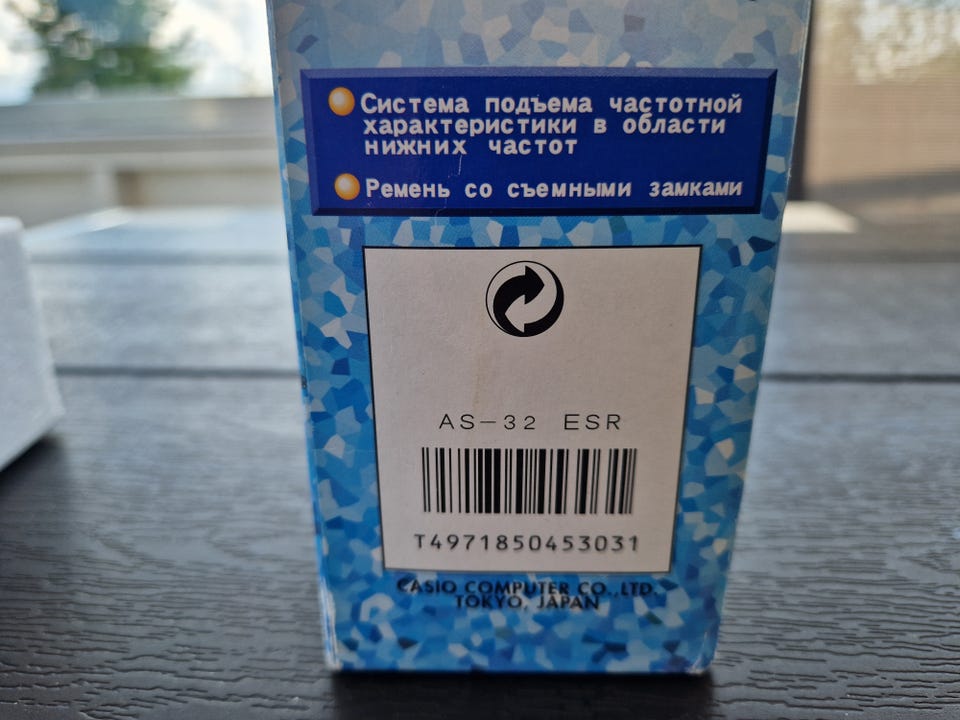 Система подъема частотной
характеристики в области
нижних частот
Ремень со съемными замками
AS-32 ESR
T4971850453031
CASIO COMPUTER CO.,LTD.
TOKYO, JAPAN